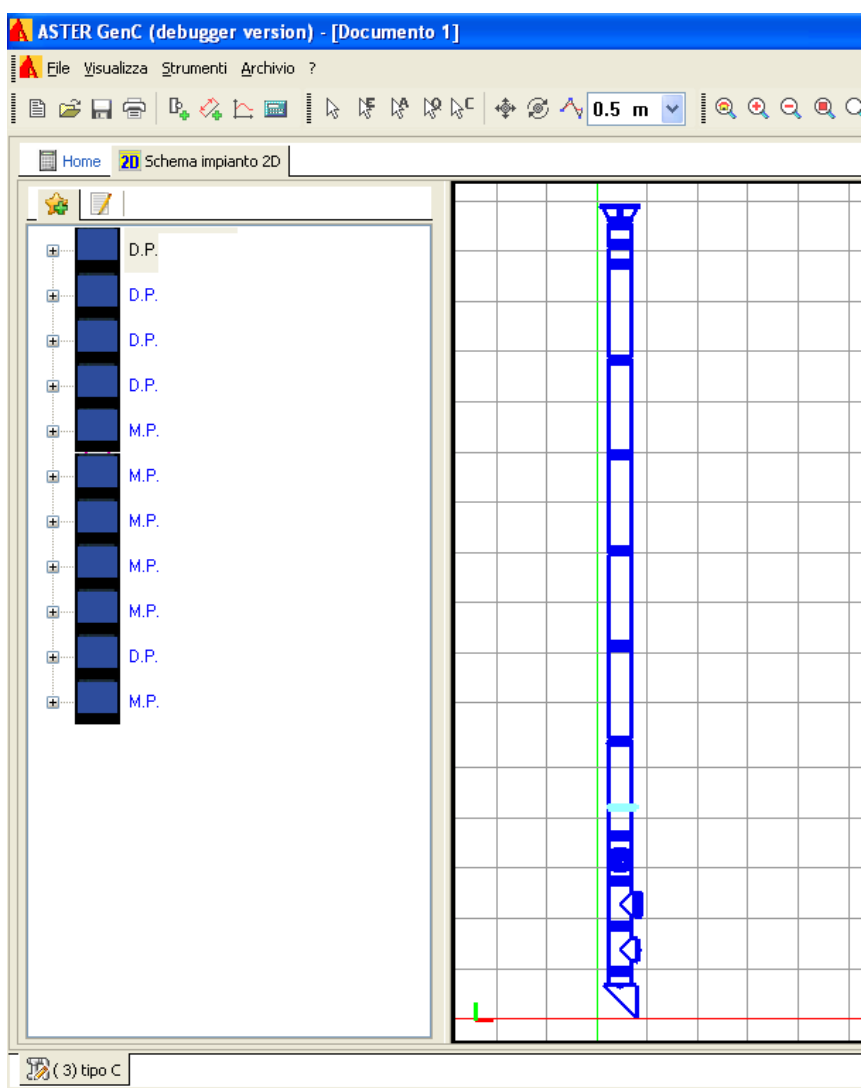 ASTER GenC (debugger version) - [Documento 1]
File Visualizza Strumenti Archivio ?
E A Q C 0.5 m
Home 2D Schema impianto 2D
D.P.
D.P.
D.P.
D.P.
M.P.
M.P.
M.P.
M.P.
M.P.
D.P.
M.P.
( 3) tipo C